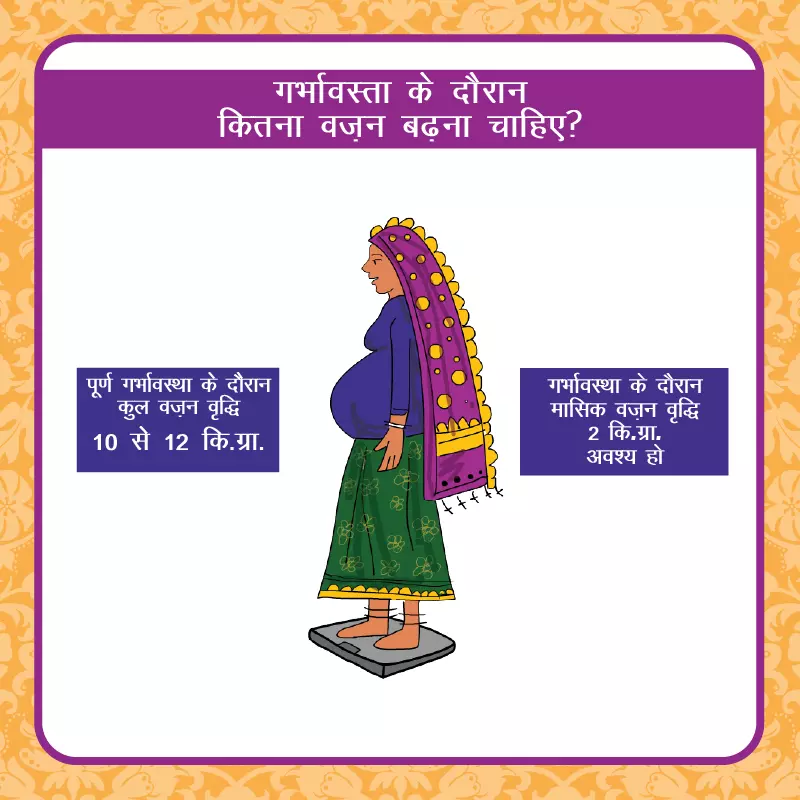 गर्भावस्ता के दौरान
कितना वज़न बढ़ना चाहिए?
पूर्ण गर्भावस्था के दौरान
कुल वज़न वृद्धि
10 से 12 कि.ग्रा.
गर्भावस्था के दौरान
मासिक वज़न वृद्धि
2 कि.ग्रा.
अवश्य हो